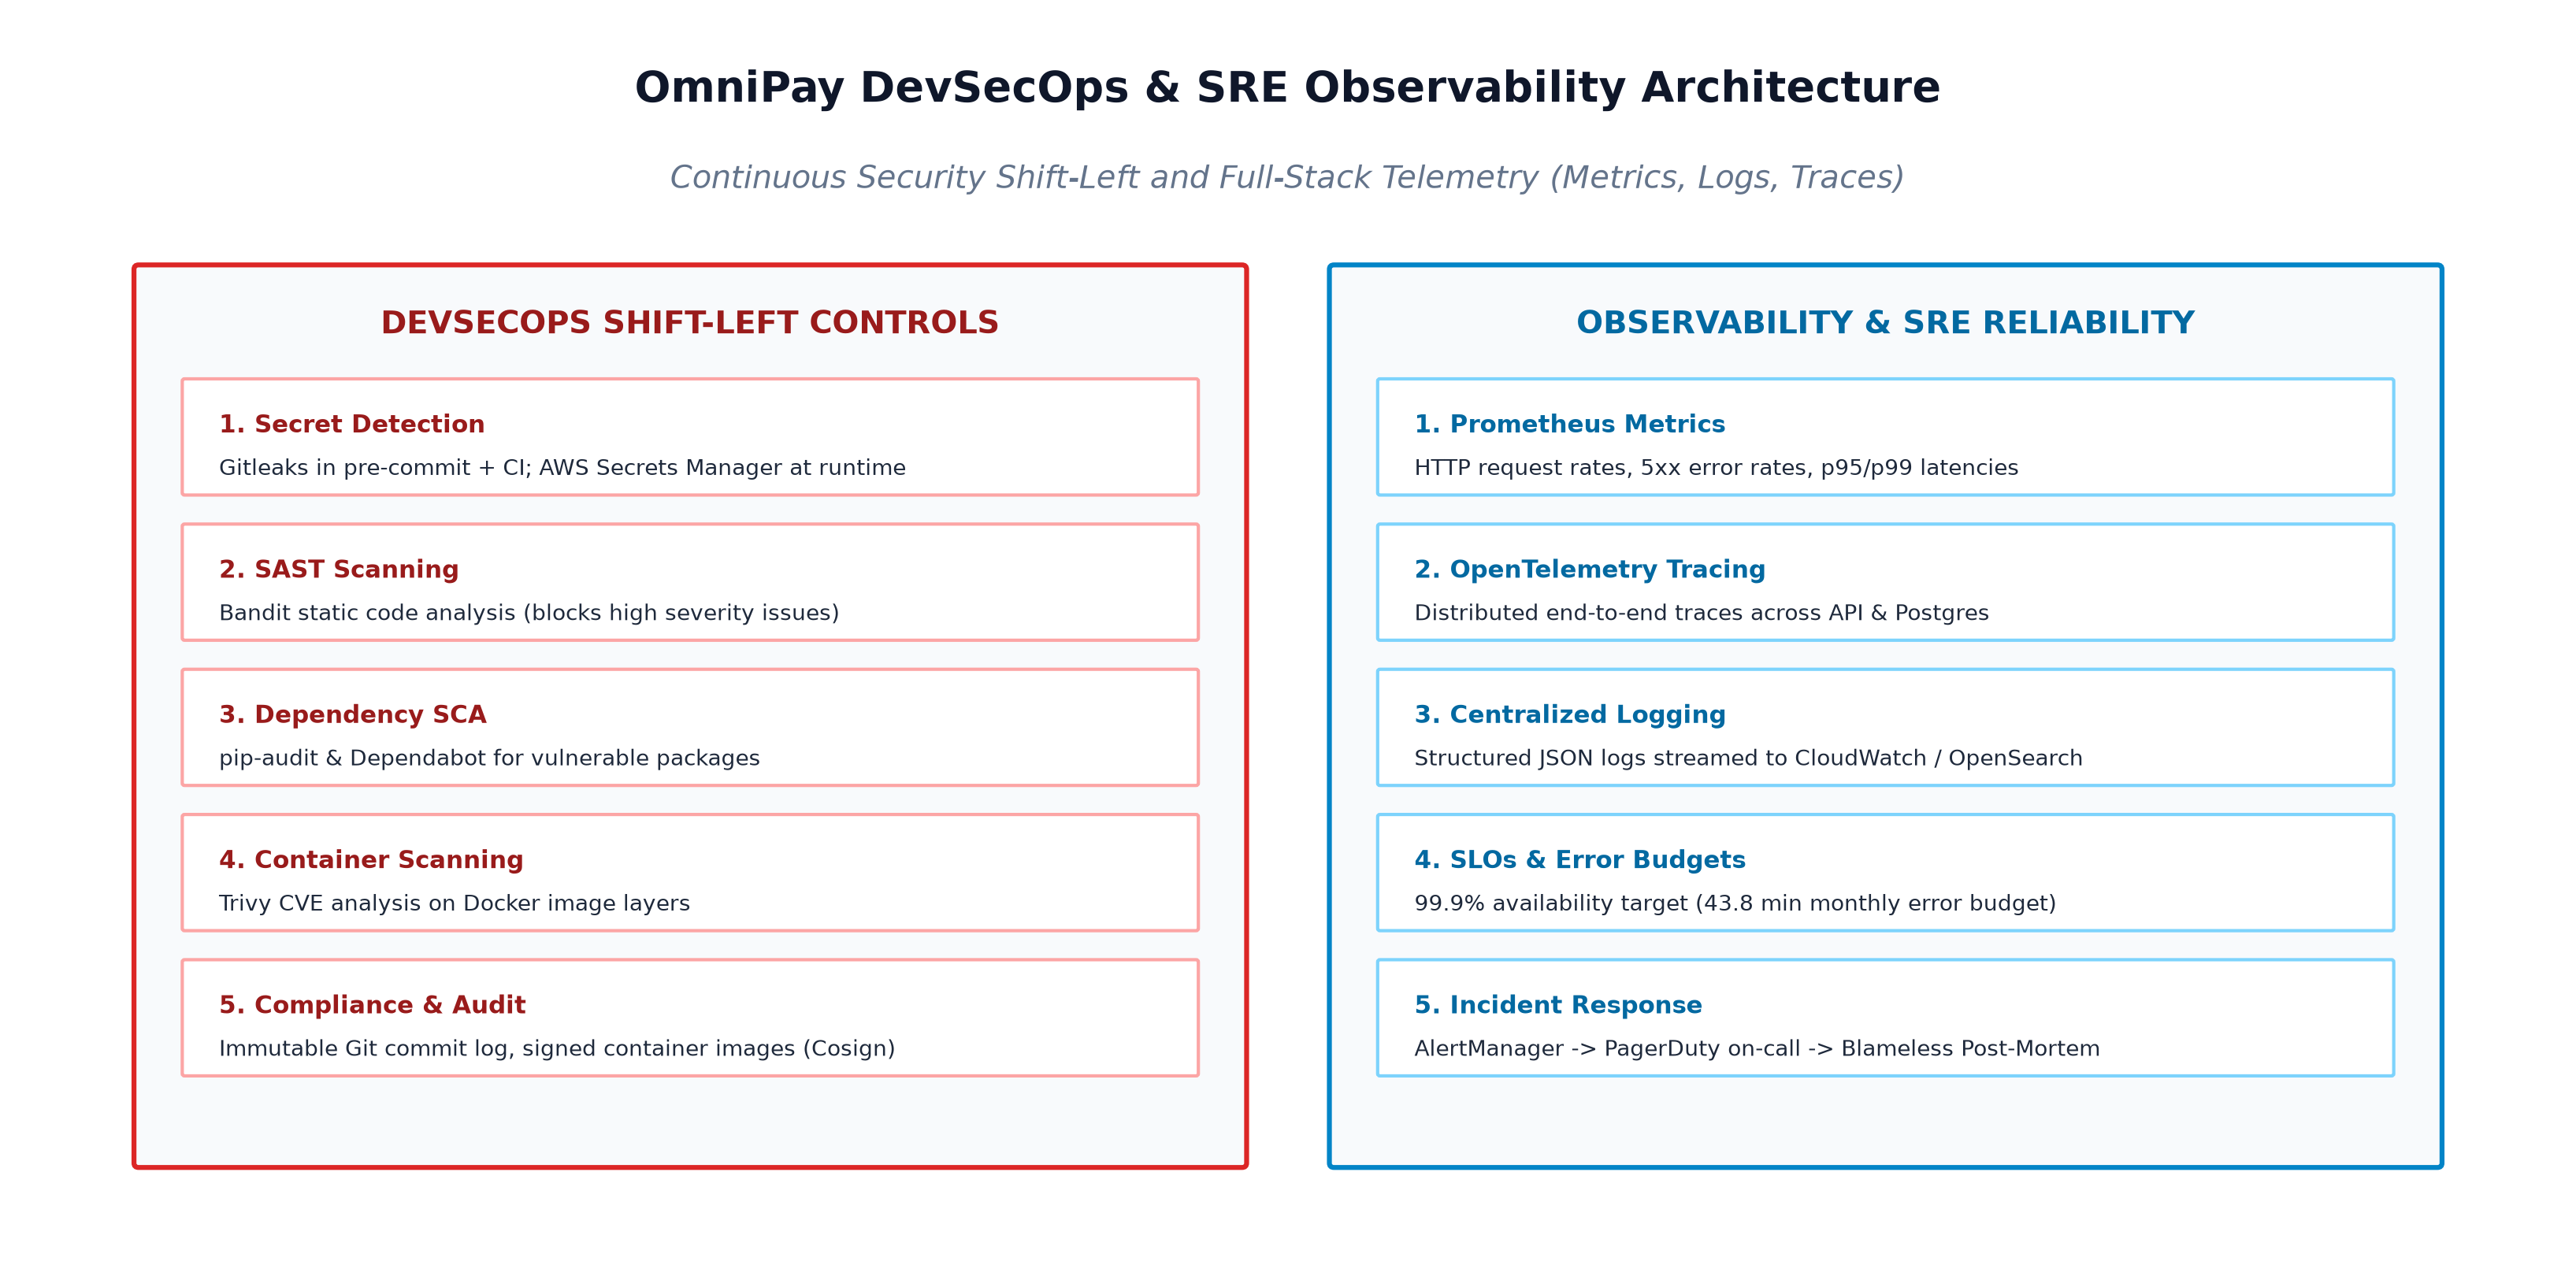 OmniPay DevSecOps & SRE Observability Architecture
Continuous Security Shift-Left and Full-Stack Telemetry (Metrics, Logs, Traces)
DEVSECOPS SHIFT-LEFT CONTROLS
1. Secret Detection
Gitleaks in pre-commit + CI; AWS Secrets Manager at runtime
2. SAST Scanning
Bandit static code analysis (blocks high severity issues)
3. Dependency SCA
pip-audit & Dependabot for vulnerable packages
4. Container Scanning
Trivy CVE analysis on Docker image layers
5. Compliance & Audit
Immutable Git commit log, signed container images (Cosign)
OBSERVABILITY & SRE RELIABILITY
1. Prometheus Metrics
HTTP request rates, 5xx error rates, p95/p99 latencies
2. OpenTelemetry Tracing
Distributed end-to-end traces across API & Postgres
3. Centralized Logging
Structured JSON logs streamed to CloudWatch / OpenSearch
4. SLOs & Error Budgets
99.9% availability target (43.8 min monthly error budget)
5. Incident Response
AlertManager -> PagerDuty on-call -> Blameless Post-Mortem